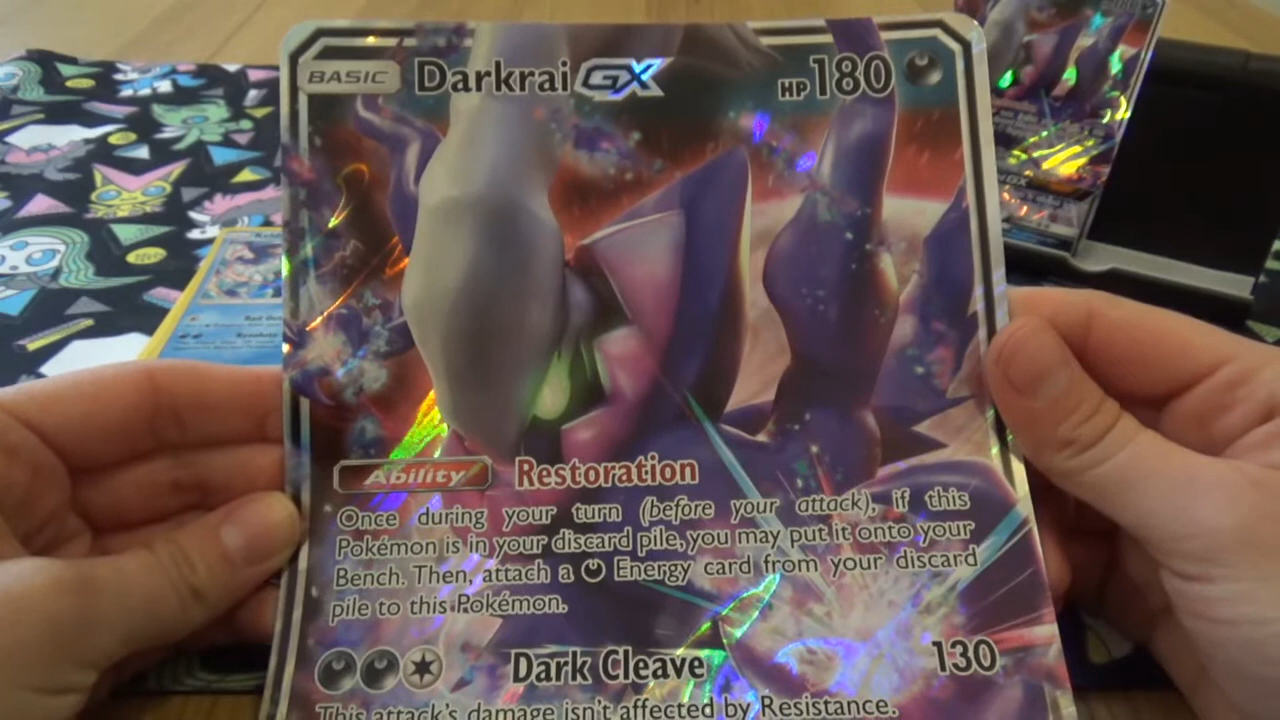 BASIC Darkrai GX HP 180
Ability Restoration
Once during your turn (before your attack), if this
Pokémon is in your discard pile, you may put it onto your
Bench. Then, attach a Energy card from your discard
pile to this Pokémon.
Dark Cleave 130
This attack's damage isn't affected by Resistance.